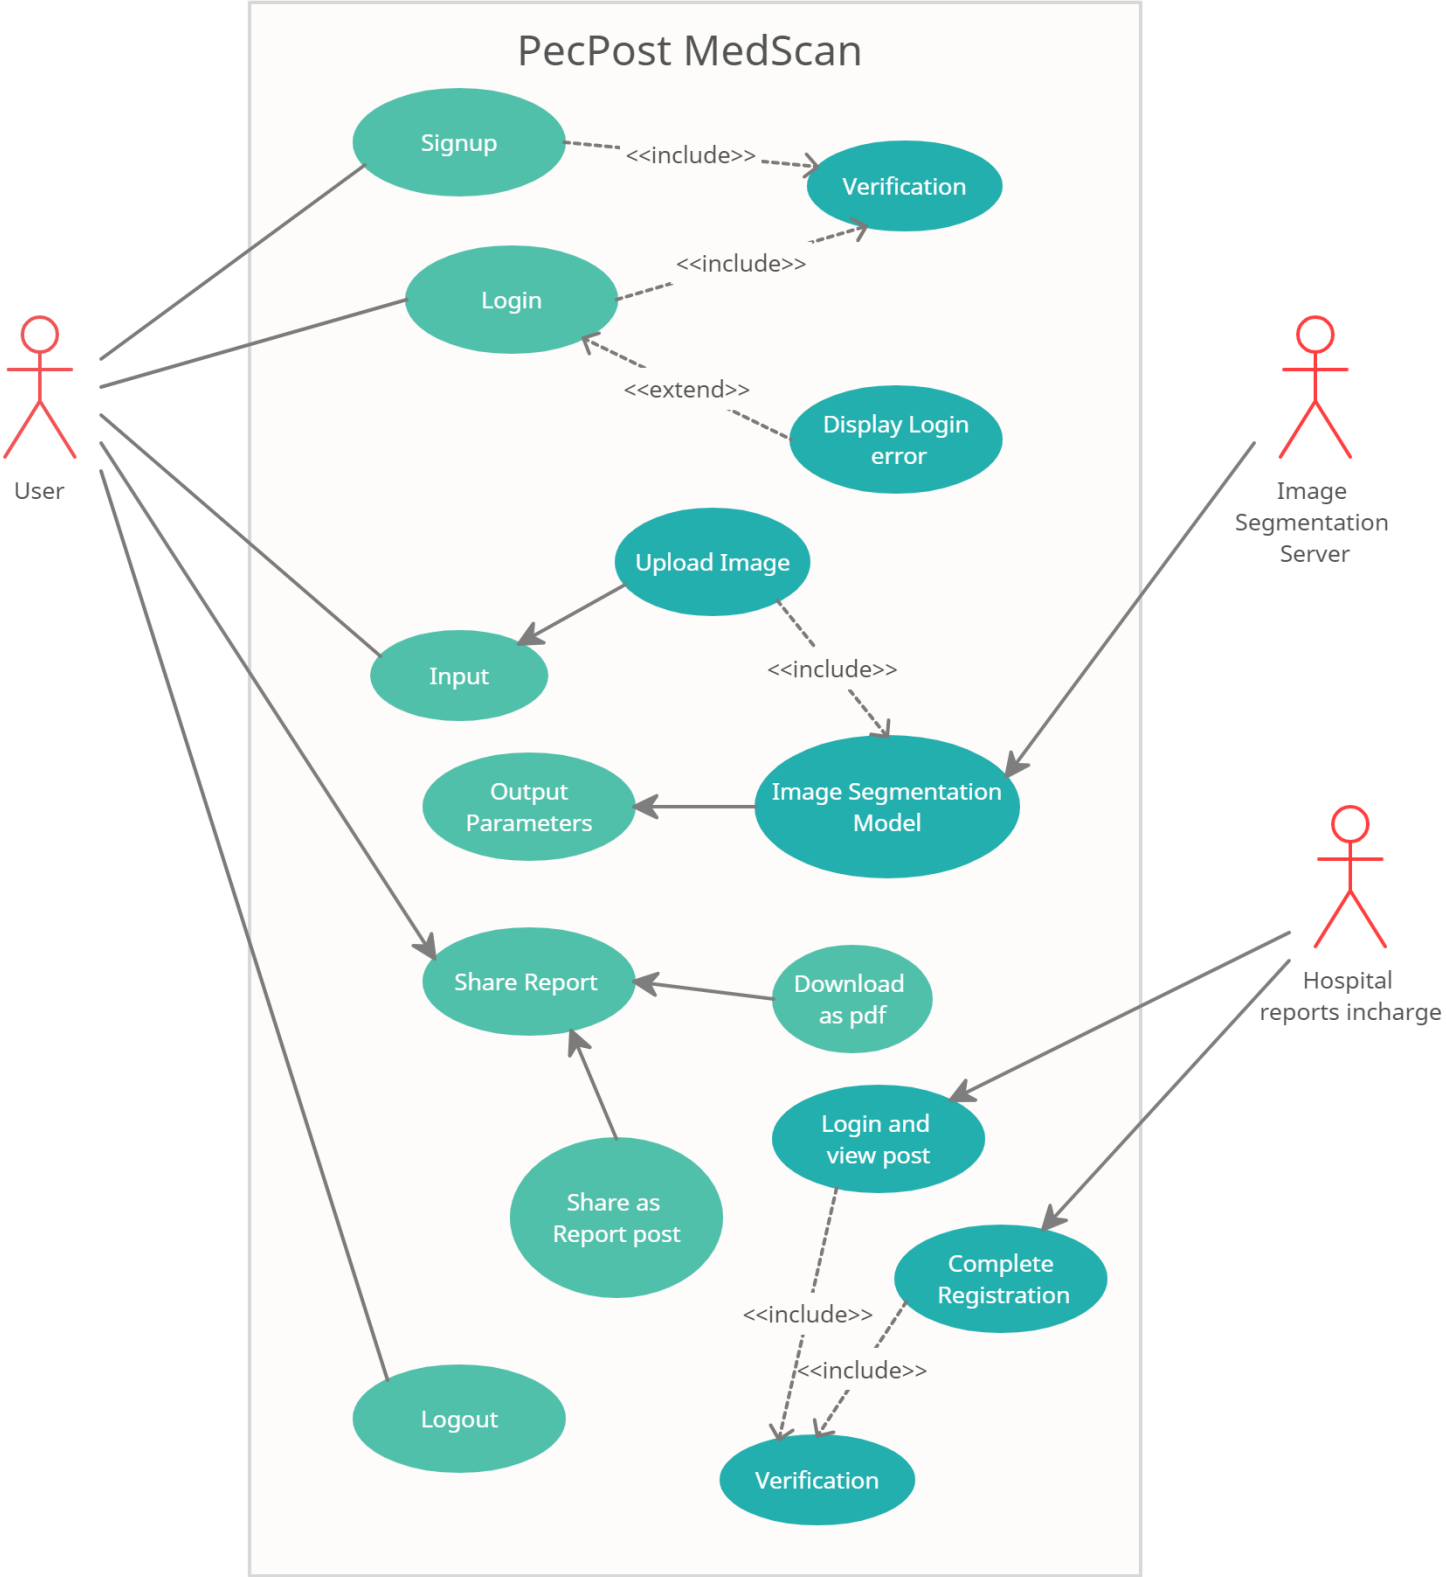 PecPost MedScan
Signup
<<include>>
Verification
<<include>>
Login
<<extend>>
Display Login
error
User
Image
Segmentation
Server
Upload Image
<<include>>
Input
Output
Parameters
Image Segmentation
Model
Share Report
Download
as pdf
Hospital
reports incharge
Login and
view post
Share as
Report post
Complete
Registration
<<include>>
<<include>>
Logout
Verification